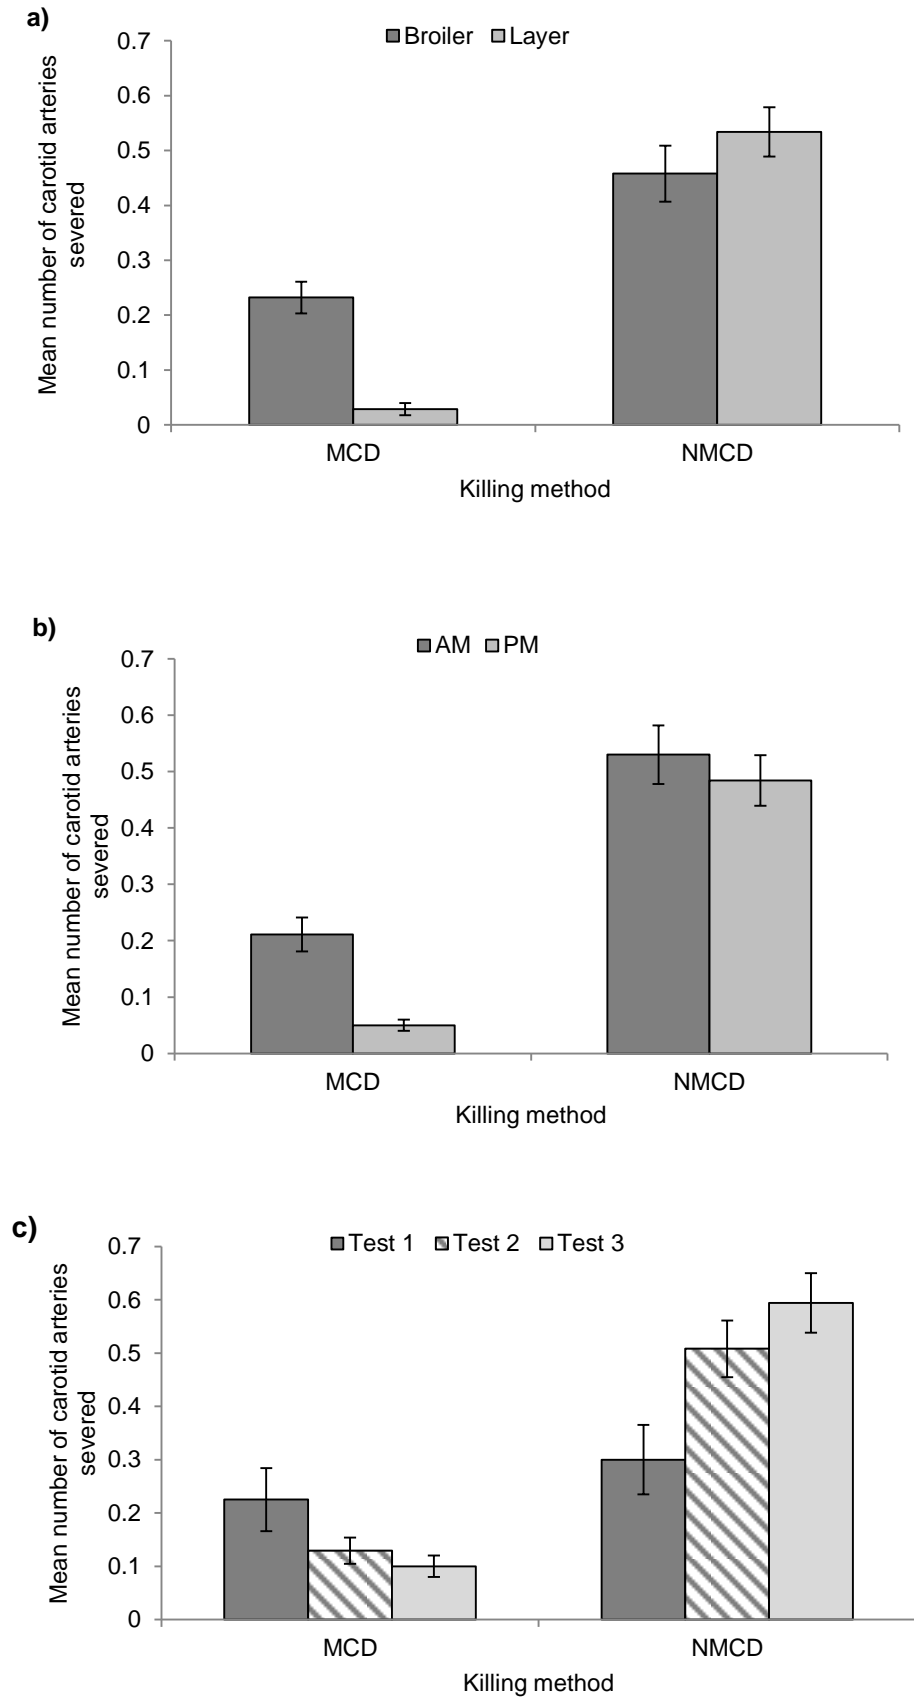 a)
Broiler Layer
0.7
0.6
0.5
0.4
0.3
0.2
0.1
0
Mean number of carotid arteries
severed
MCD NMCD
Killing method
b)
AM PM
0.7
0.6
0.5
0.4
0.3
0.2
0.1
0
Mean number of carotid arteries
severed
MCD NMCD
Killing method
c)
Test 1 Test 2 Test 3
0.7
0.6
0.5
0.4
0.3
0.2
0.1
0
Mean number of carotid arteries
severed
MCD NMCD
Killing method